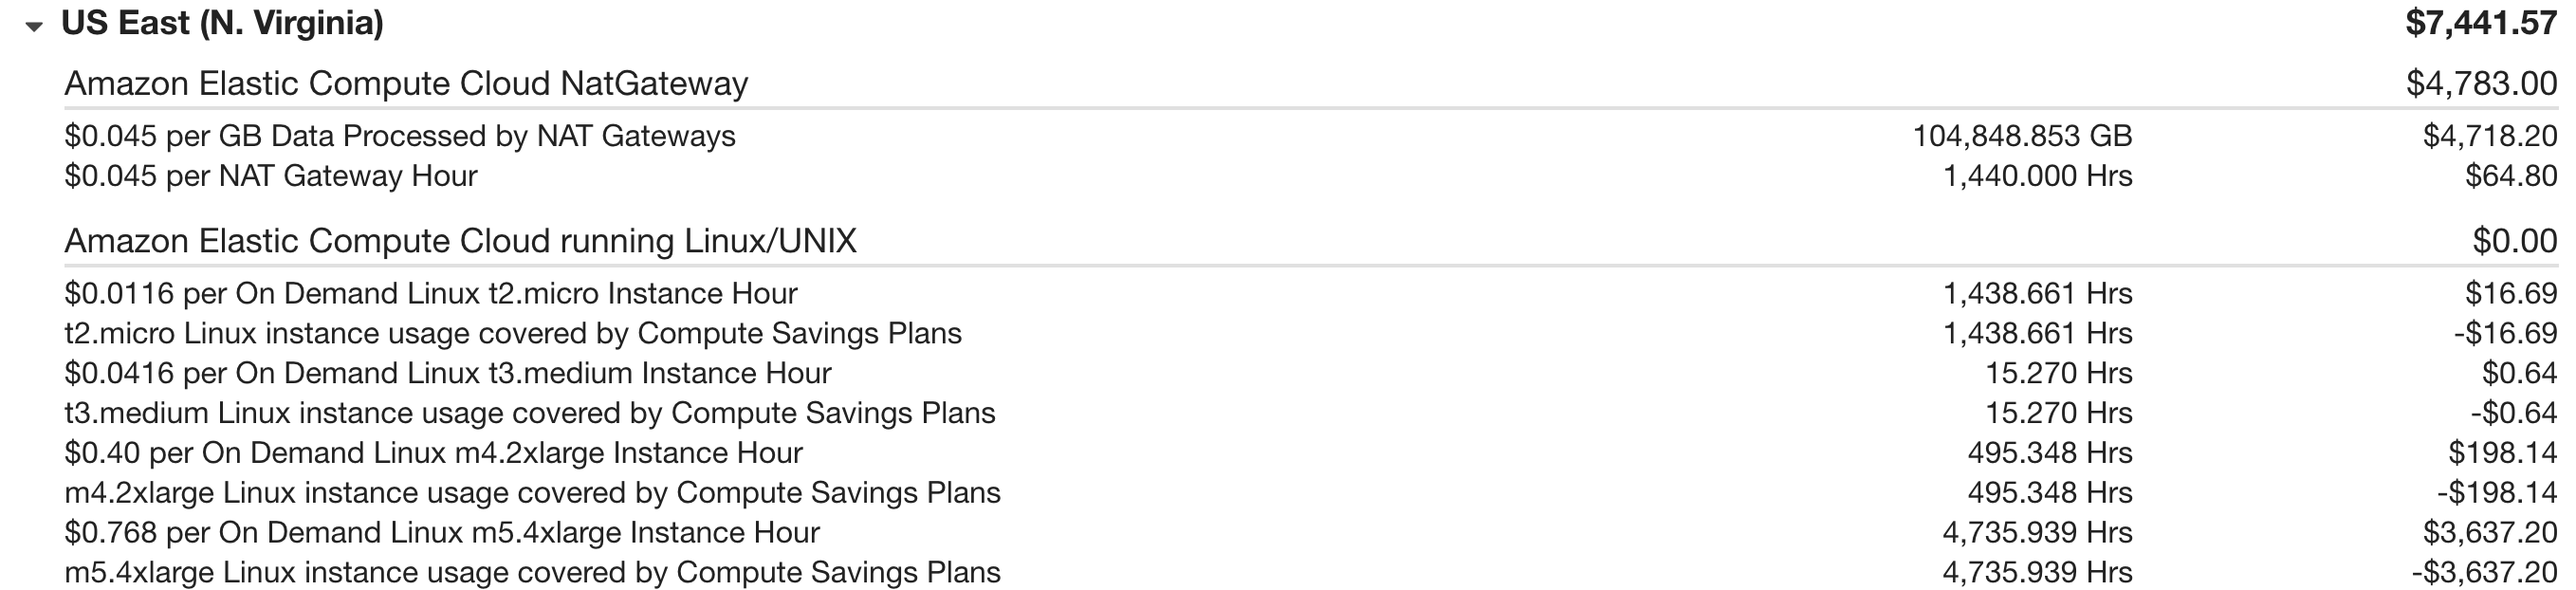 US East (N. Virginia) $7,441.57
Amazon Elastic Compute Cloud NatGateway $4,783.00
$0.045 per GB Data Processed by NAT Gateways 104,848.853 GB $4,718.20
$0.045 per NAT Gateway Hour 1,440.000 Hrs $64.80
Amazon Elastic Compute Cloud running Linux/UNIX $0.00
$0.0116 per On Demand Linux t2.micro Instance Hour 1,438.661 Hrs $16.69
t2.micro Linux instance usage covered by Compute Savings Plans 1,438.661 Hrs -$16.69
$0.0416 per On Demand Linux t3.medium Instance Hour 15.270 Hrs $0.64
t3.medium Linux instance usage covered by Compute Savings Plans 15.270 Hrs -$0.64
$0.40 per On Demand Linux m4.2xlarge Instance Hour 495.348 Hrs $198.14
m4.2xlarge Linux instance usage covered by Compute Savings Plans 495.348 Hrs -$198.14
$0.768 per On Demand Linux m5.4xlarge Instance Hour 4,735.939 Hrs $3,637.20
m5.4xlarge Linux instance usage covered by Compute Savings Plans 4,735.939 Hrs -$3,637.20